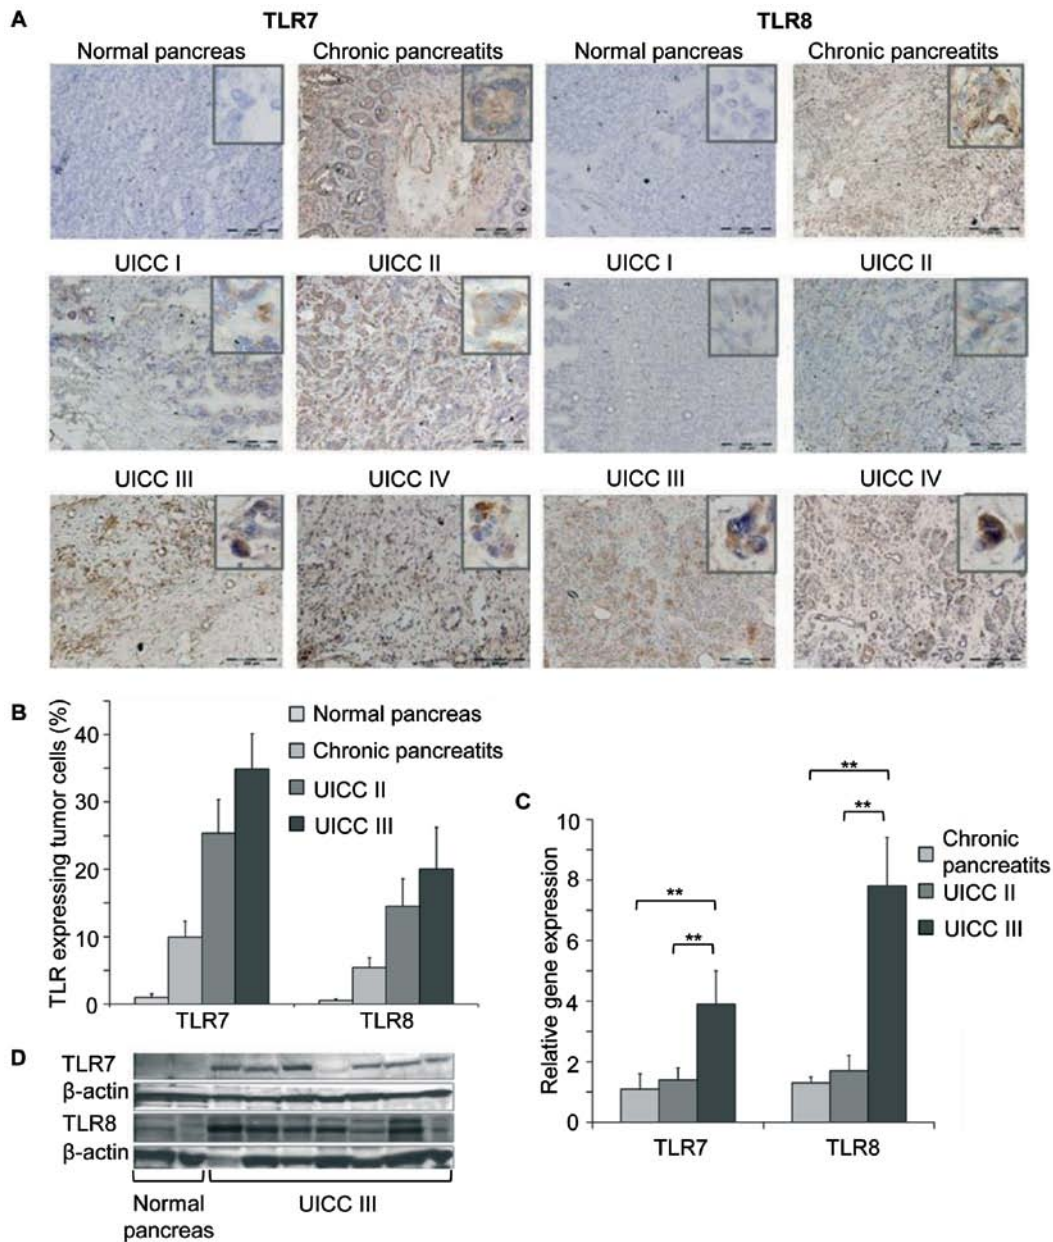 A
TLR7 TLR8
Normal pancreas Chronic pancreatits Normal pancreas Chronic pancreatits
UICC I UICC II UICC I UICC II
UICC III UICC IV UICC III UICC IV
B
TLR expressing tumor cells (%)
40
30
20
10
0
Normal pancreas
Chronic pancreatits
UICC II
UICC III
TLR7 TLR8
C
Relative gene expression
10
8
6
4
2
0
** **
** **
Chronic
pancreatits
UICC II
UICC III
TLR7 TLR8
D
TLR7
β-actin
TLR8
β-actin
Normal
pancreas
UICC III